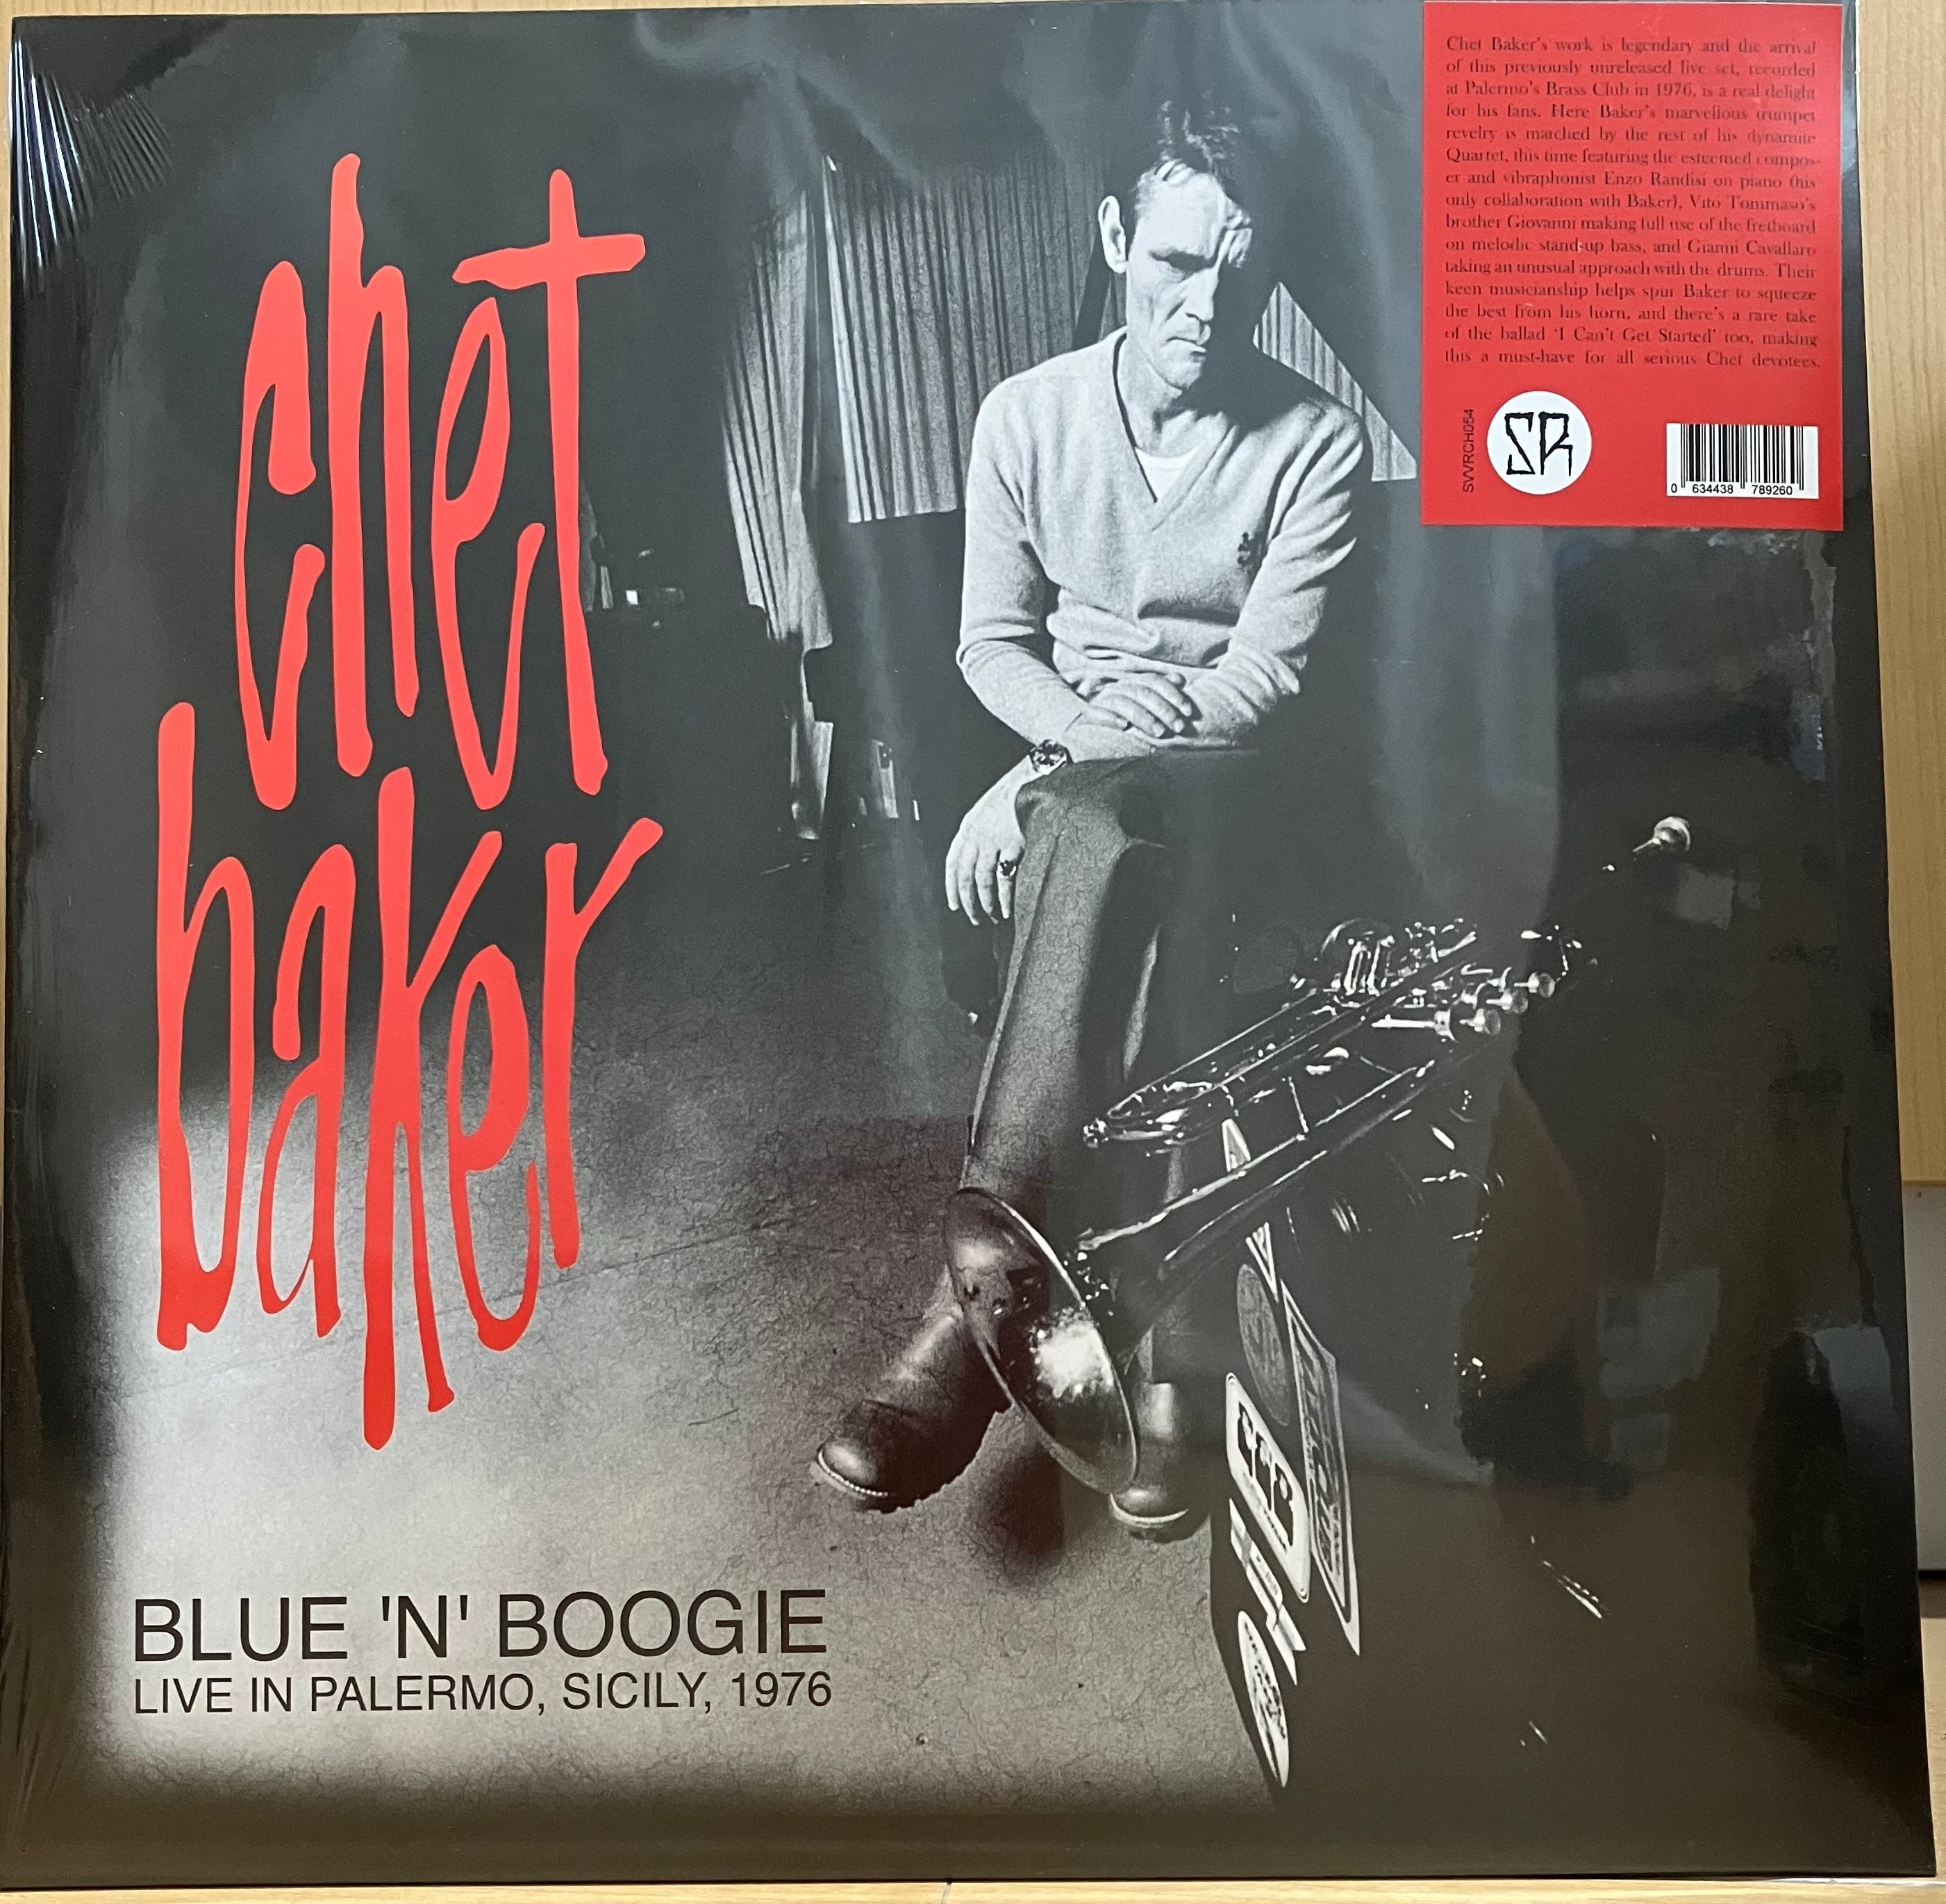 chet
baker
BLUE 'N' BOOGIE
LIVE IN PALERMO, SICILY, 1976
Chet Baker's work is legendary and the arrival
of this previously unreleased live set, recorded
at Palermo's Brass Club in 1976, is a real delight
for his fans. Here Baker's marvellous trumpet
revelry is matched by the rest of his dynamite
Quartet, this time featuring the esteemed compos-
er and vibraphonist Enzo Randisi on piano (his
only collaboration with Baker), Vito Tommaso's
brother Giovanni making full use of the fretboard
on melodic stand-up bass, and Gianni Cavallaro
taking an unusual approach with the drums. Their
keen musicianship helps spur Baker to squeeze
the best from his horn, and there's a rare take
of the ballad 'I Can't Get Started' too, making
this a must-have for all serious Chet devotees.
SVVRCH054
SR
0 634438 789260